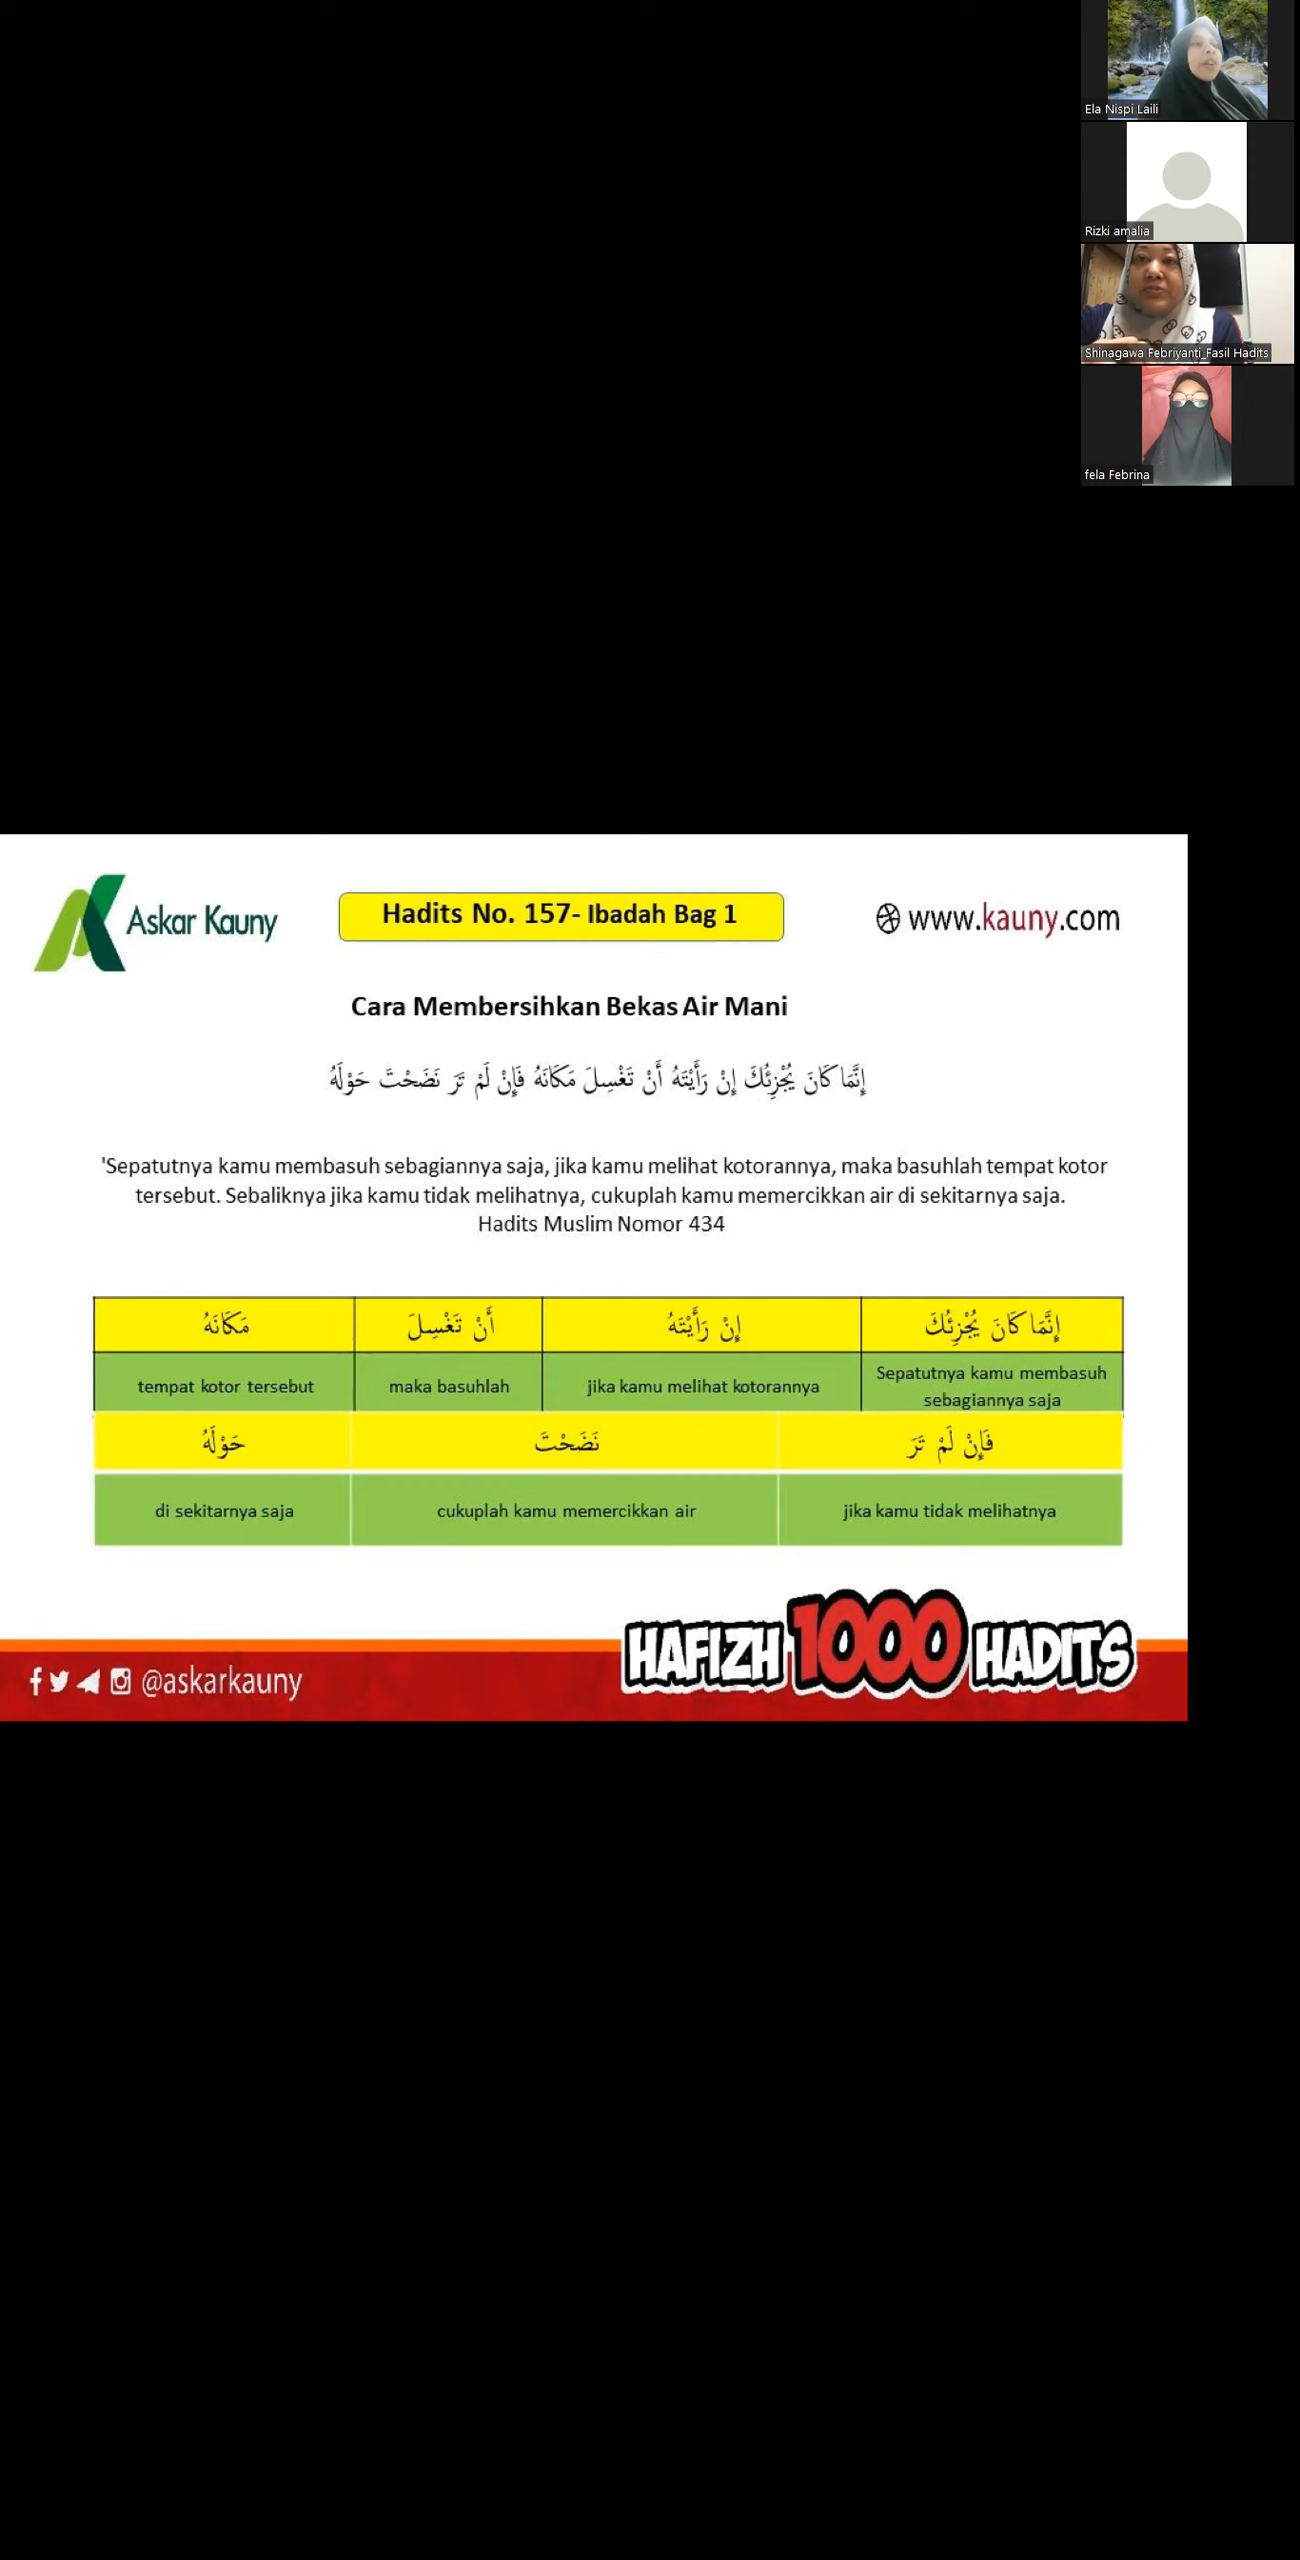 Ela Nispi Laili
Rizki amalia
Shinagawa Febriyanti_Fasil Hadits
fela Febrina
Askar Kauny
Hadits No. 157- Ibadah Bag 1
www.kauny.com
Cara Membersihkan Bekas Air Mani
إِنَّمَا كَانَ يُجْزِئُكَ إِنْ رَأَيْتَهُ أَنْ تَغْسِلَ مَكَانَهُ فَإِنْ لَمْ تَرَ نَضَحْتَ حَوْلَهُ
'Sepatutnya kamu membasuh sebagiannya saja, jika kamu melihat kotorannya, maka basuhlah tempat kotor
tersebut. Sebaliknya jika kamu tidak melihatnya, cukuplah kamu memercikkan air di sekitarnya saja.
Hadits Muslim Nomor 434
إِنَّمَا كَانَ يُجْزِئُكَ إِنْ رَأَيْتَهُ أَنْ تَغْسِلَ مَكَانَهُ
tempat kotor tersebut maka basuhlah jika kamu melihat kotorannya Sepatutnya kamu membasuh
sebagiannya saja
فَإِنْ لَمْ تَرَ نَضَحْتَ حَوْلَهُ
di sekitarnya saja cukuplah kamu memercikkan air jika kamu tidak melihatnya
HAFIZH 1000 HADITS
@askarkauny